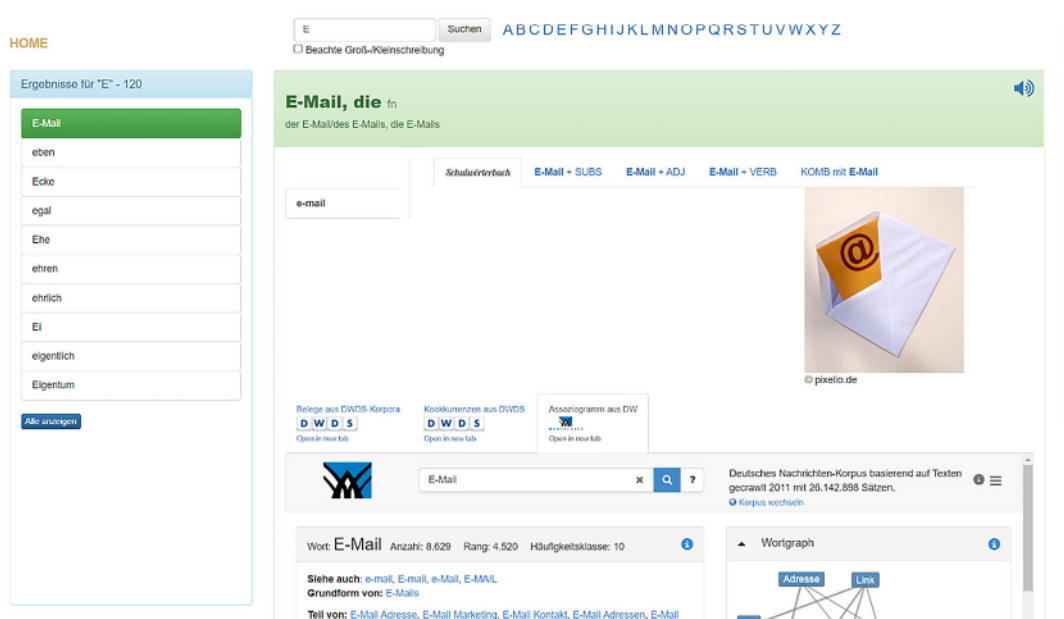 E
Suchen
A B C D E F G H I J K L M N O P Q R S T U V W X Y Z
Beachte Groß-/Kleinschreibung
HOME
Ergebnisse für "E" - 120
E-Mail
eben
Ecke
egal
Ehe
ehren
ehrlich
Ei
eigentlich
Eigentum
Alle anzeigen
E-Mail, die fn
der E-Mail/des E-Mails, die E-Mails
Schulwörterbuch
E-Mail + SUBS
E-Mail + ADJ
E-Mail + VERB
KOMB mit E-Mail
e-mail
@
© pixelio.de
Belege aus DWDS-Korpora
DWDS
Open in new tab
Kookkurrenzen aus DWDS
DWDS
Open in new tab
Assoziogramm aus DW
Open in new tab
E-Mail
?
Deutsches Nachrichten-Korpus basierend auf Texten
gecrawlt 2011 mit 26.142.898 Sätzen.
Korpus wechseln
Wort: E-Mail Anzahl: 8.629 Rang: 4.520 Häufigkeitsklasse: 10
Siehe auch: e-mail, E-mail, e-Mail, E-MAIL
Grundform von: E-Mails
Teil von: E-Mail Adresse, E-Mail Marketing, E-Mail Kontakt, E-Mail Adressen, E-Mail
Wortgraph
Adresse
Link